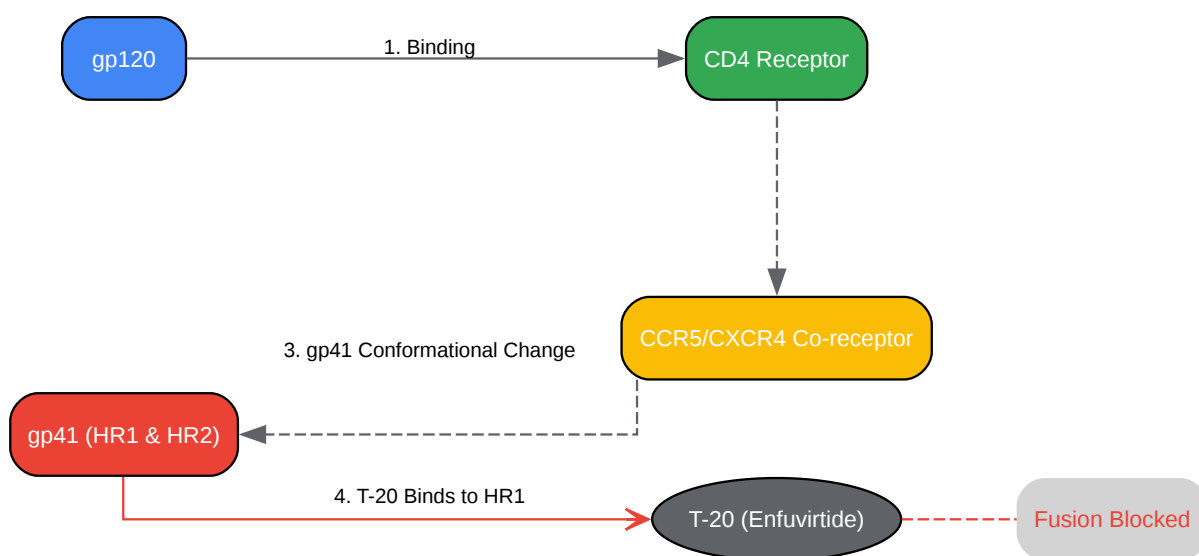 gp120
1. Binding
CD4 Receptor
CCR5/CXCR4 Co-receptor
3. gp41 Conformational Change
gp41 (HR1 & HR2)
4. T-20 Binds to HR1
T-20 (Enfuvirtide)
Fusion Blocked